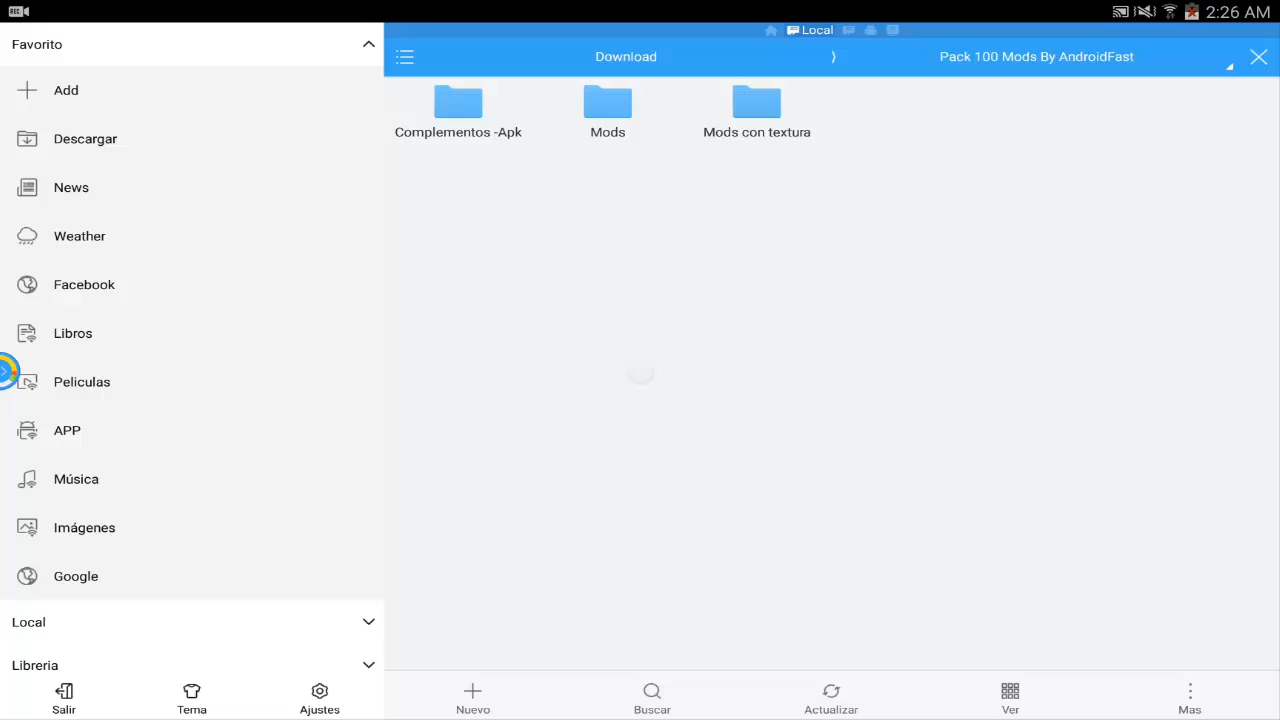 REC
2:26 AM
Favorito
Add
Descargar
News
Weather
Facebook
Libros
Peliculas
APP
Música
Imágenes
Google
Local
Libreria
Salir
Tema
Ajustes
Local
Download
Pack 100 Mods By AndroidFast
Complementos -Apk
Mods
Mods con textura
Nuevo
Buscar
Actualizar
Ver
Mas